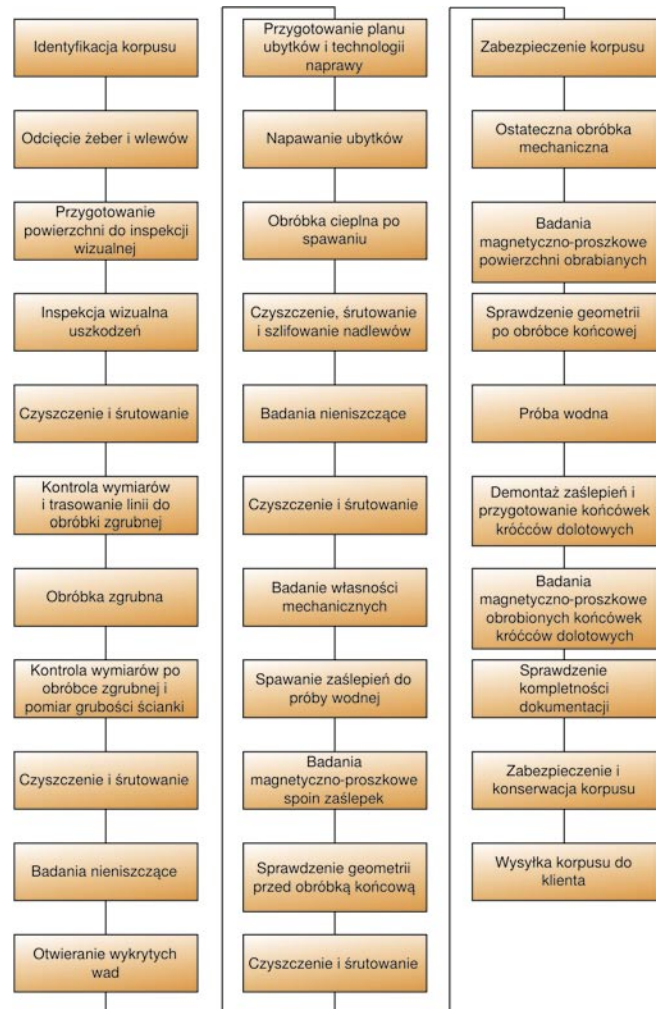 Identyfikacja korpusu
Odcięcie żeber i wlewów
Przygotowanie
powierzchni do inspekcji
wizualnej
Inspekcja wizualna
uszkodzeń
Czyszczenie i śrutowanie
Kontrola wymiarów
i trasowanie linii do
obróbki zgrubnej
Obróbka zgrubna
Kontrola wymiarów po
obróbce zgrubnej i
pomiar grubości ścianki
Czyszczenie i śrutowanie
Badania nieniszczące
Otwieranie wykrytych
wad
Przygotowanie planu
ubytków i technologii
naprawy
Napawanie ubytków
Obróbka cieplna po
spawaniu
Czyszczenie, śrutowanie
i szlifowanie nadlewów
Badania nieniszczące
Czyszczenie i śrutowanie
Badanie własności
mechanicznych
Spawanie zaślepień do
próby wodnej
Badania
magnetyczno-proszkowe
spoin zaślepek
Sprawdzenie geometrii
przed obróbką końcową
Czyszczenie i śrutowanie
Zabezpieczenie korpusu
Ostateczna obróbka
mechaniczna
Badania
magnetyczno-proszkowe
powierzchni obrabianych
Sprawdzenie geometrii
po obróbce końcowej
Próba wodna
Demontaż zaślepień i
przygotowanie końcówek
króćców dolotowych
Badania
magnetyczno-proszkowe
obrobionych końcówek
króćców dolotowych
Sprawdzenie
kompletności
dokumentacji
Zabezpieczenie i
konserwacja korpusu
Wysyłka korpusu do
klienta